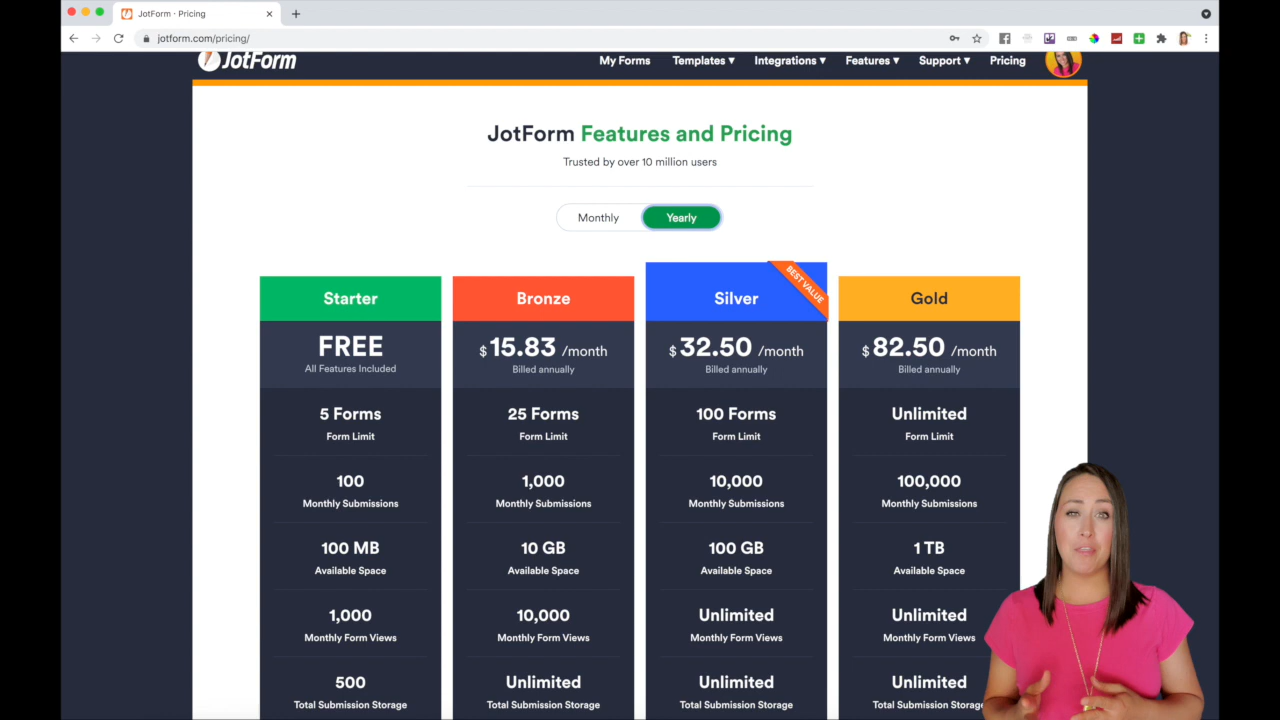 JotForm - Pricing
jotform.com/pricing/
JotForm
My Forms Templates ▾ Integrations ▾ Features ▾ Support ▾ Pricing
JotForm Features and Pricing
Trusted by over 10 million users
Monthly Yearly
Starter Bronze Silver Gold
BEST VALUE
FREE $15.83 /month $32.50 /month $82.50 /month
All Features Included Billed annually Billed annually Billed annually
5 Forms 25 Forms 100 Forms Unlimited
Form Limit Form Limit Form Limit Form Limit
100 1,000 10,000 100,000
Monthly Submissions Monthly Submissions Monthly Submissions Monthly Submissions
100 MB 10 GB 100 GB 1 TB
Available Space Available Space Available Space Available Space
1,000 10,000 Unlimited Unlimited
Monthly Form Views Monthly Form Views Monthly Form Views Monthly Form Views
500 Unlimited Unlimited Unlimited
Total Submission Storage Total Submission Storage Total Submission Storage Total Submission